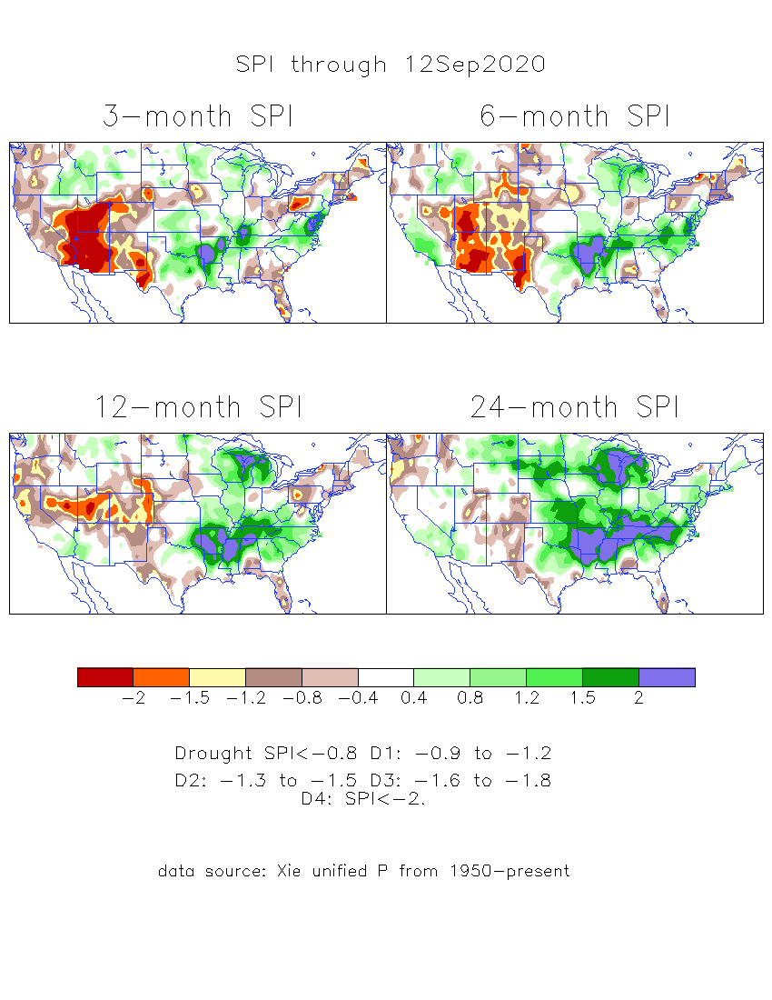 SPI through 12Sep2020
3-month SPI
6-month SPI
12-month SPI
24-month SPI
-2 -1.5 -1.2 -0.8 -0.4 0.4 0.8 1.2 1.5 2
Drought SPI<-0.8 D1: -0.9 to -1.2
D2: -1.3 to -1.5 D3: -1.6 to -1.8
D4: SPI<-2.
data source: Xie unified P from 1950-present